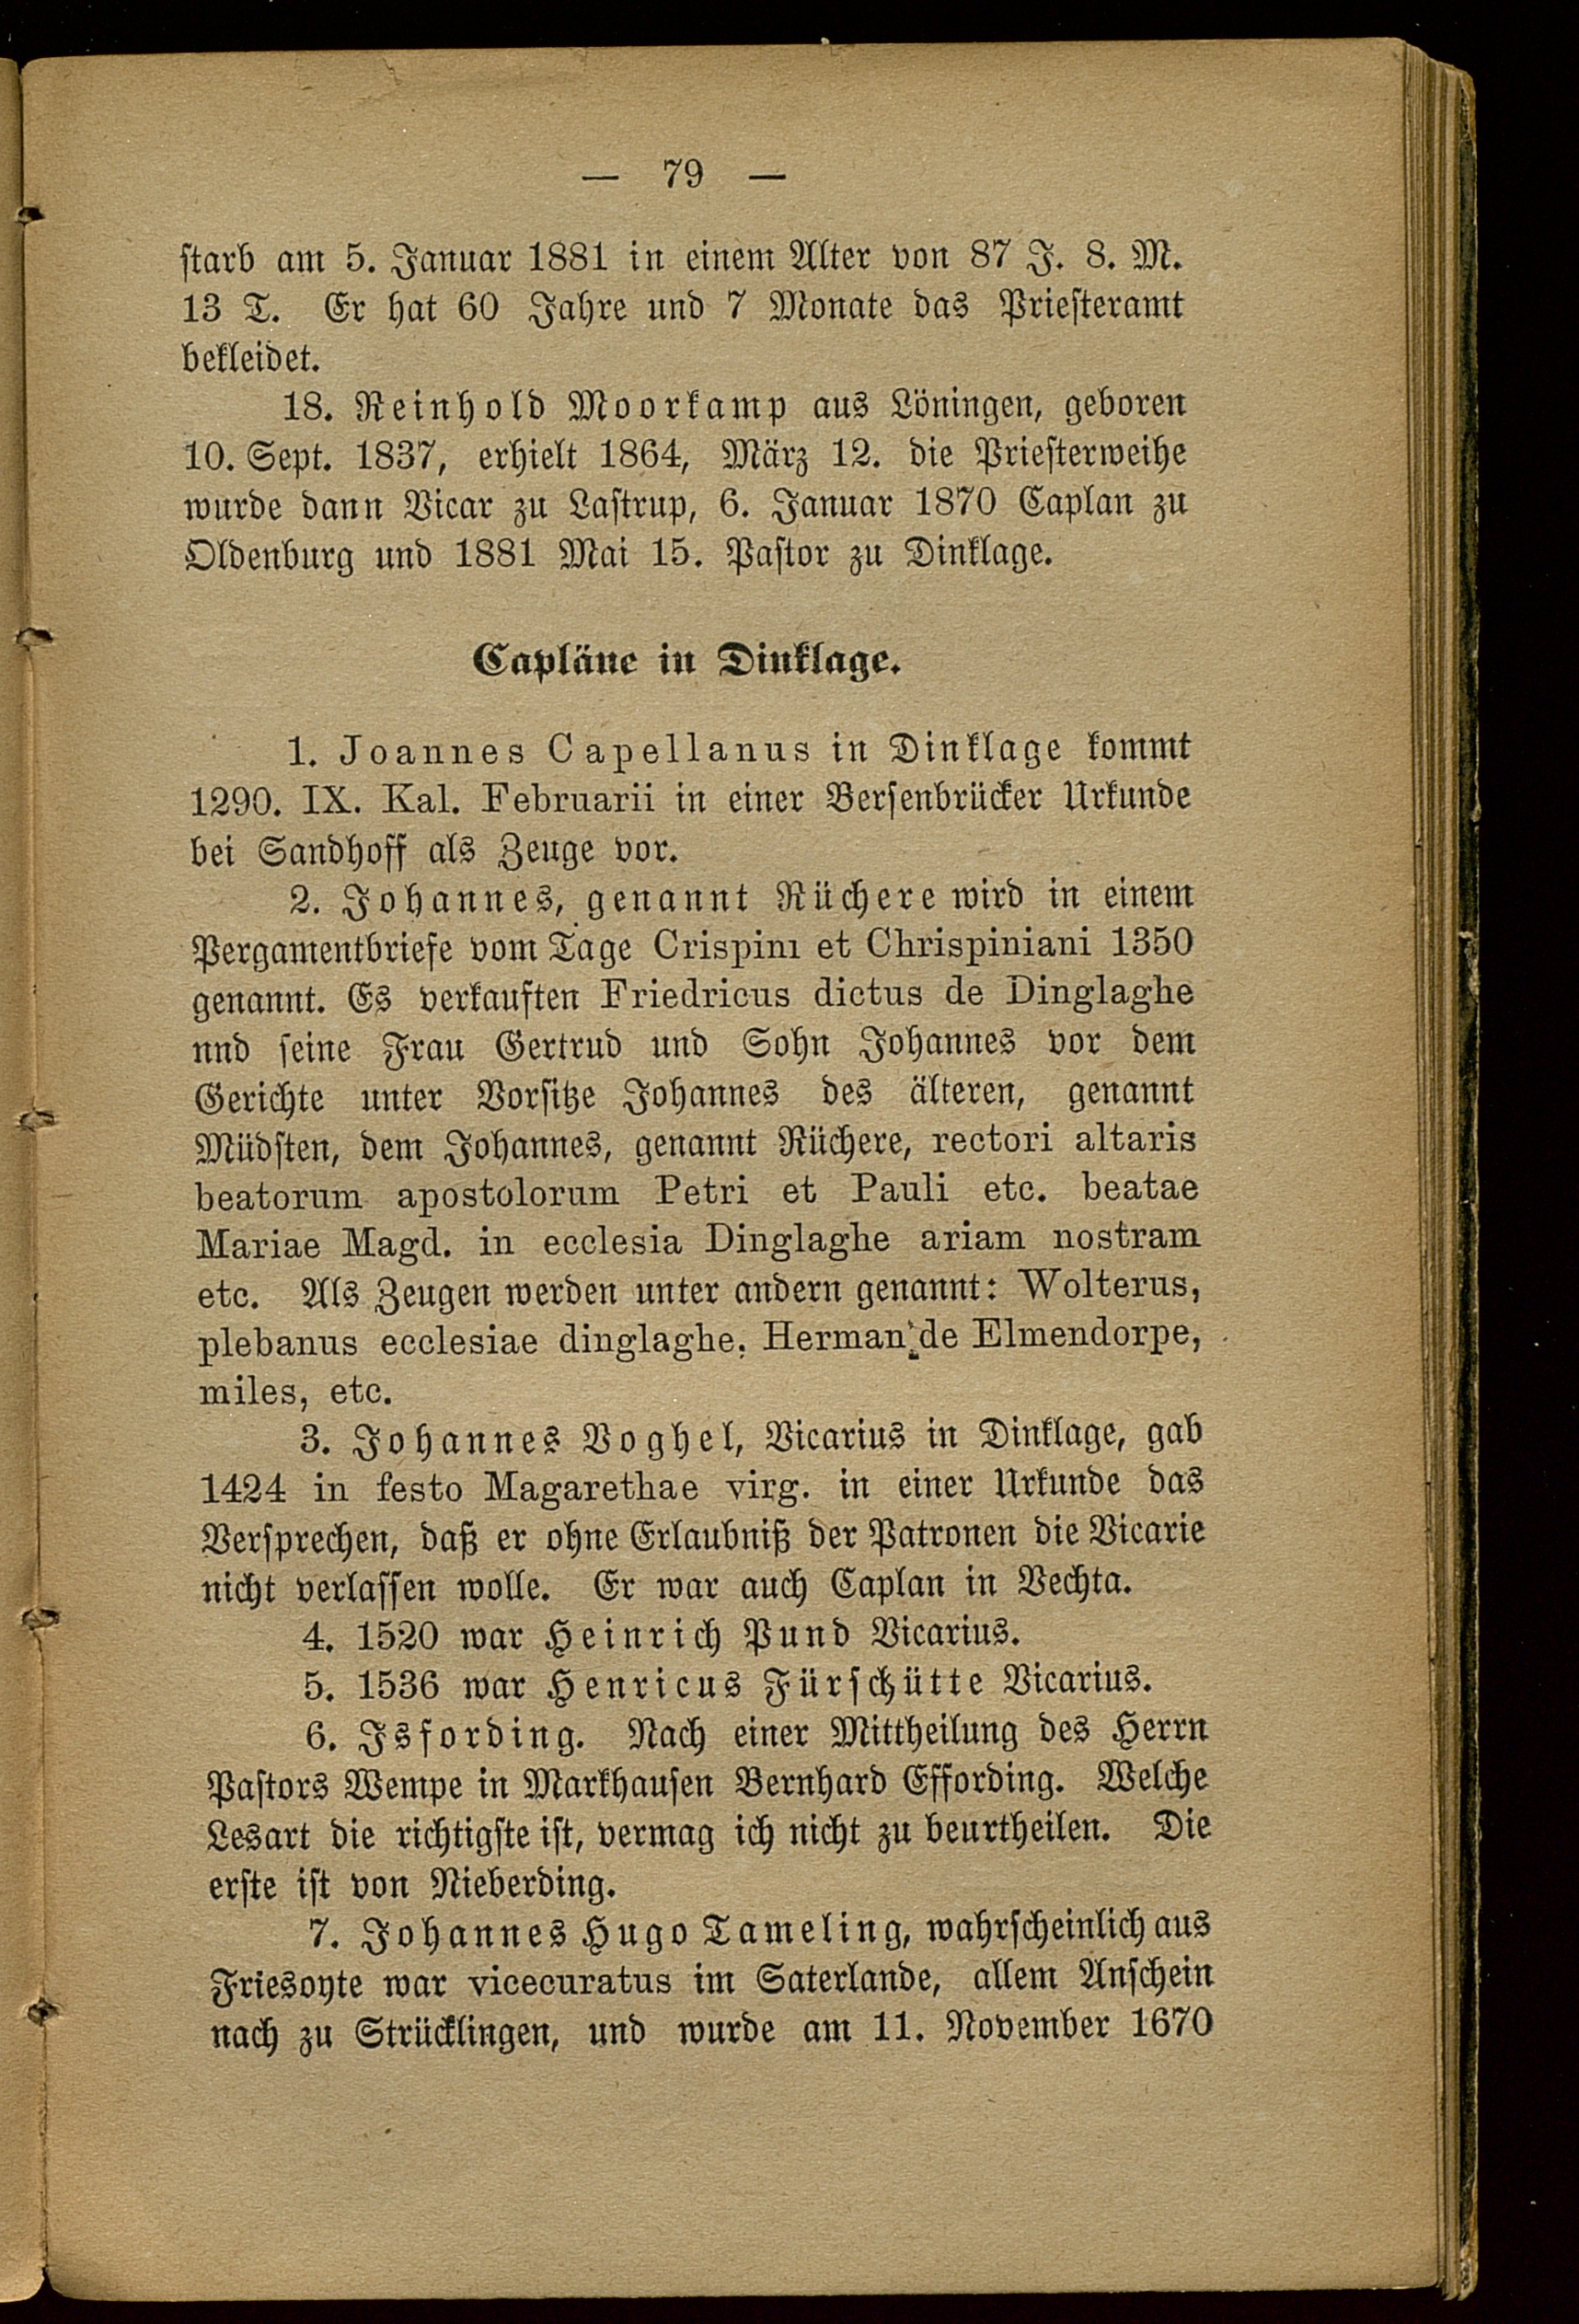 — 79 —
starb am 5. Januar 1881 in einem Alter von 87 J. 8. M.
13 T. Er hat 60 Jahre und 7 Monate das Priesteramt
bekleidet.
18. Reinhold Moorkamp aus Löningen, geboren
10. Sept. 1837, erhielt 1864, März 12. die Priesterweihe
wurde dann Vicar zu Lastrup, 6. Januar 1870 Caplan zu
Oldenburg und 1881 Mai 15. Pastor zu Dinklage.
Capläne in Dinklage.
1. Joannes Capellanus in Dinklage kommt
1290. IX. Kal. Februarii in einer Bersenbrücker Urkunde
bei Sandhoff als Zeuge vor.
2. Johannes, genannt Rüchere wird in einem
Pergamentbriefe vom Tage Crispini et Chrispiniani 1350
genannt. Es verkauften Friedricus dictus de Dinglaghe
nnd seine Frau Gertrud und Sohn Johannes vor dem
Gerichte unter Vorsitze Johannes des älteren, genannt
Müdsten, dem Johannes, genannt Rüchere, rectori altaris
beatorum apostolorum Petri et Pauli etc. beatae
Mariae Magd. in ecclesia Dinglaghe ariam nostram
etc. Als Zeugen werden unter andern genannt: Wolterus,
plebanus ecclesiae dinglaghe, Herman de Elmendorpe,
miles, etc.
3. Johannes Voghel, Vicarius in Dinklage, gab
1424 in festo Magarethae virg. in einer Urkunde das
Versprechen, daß er ohne Erlaubniß der Patronen die Vicarie
nicht verlassen wolle. Er war auch Caplan in Vechta.
4. 1520 war Heinrich Pund Vicarius.
5. 1536 war Henricus Fürschütte Vicarius.
6. Isfording. Nach einer Mittheilung des Herrn
Pastors Wempe in Markhausen Bernhard Effording. Welche
Lesart die richtigste ist, vermag ich nicht zu beurtheilen. Die
erste ist von Nieberding.
7. Johannes Hugo Tameling, wahrscheinlich aus
Friesoyte war vicecuratus im Saterlande, allem Anschein
nach zu Strücklingen, und wurde am 11. November 1670